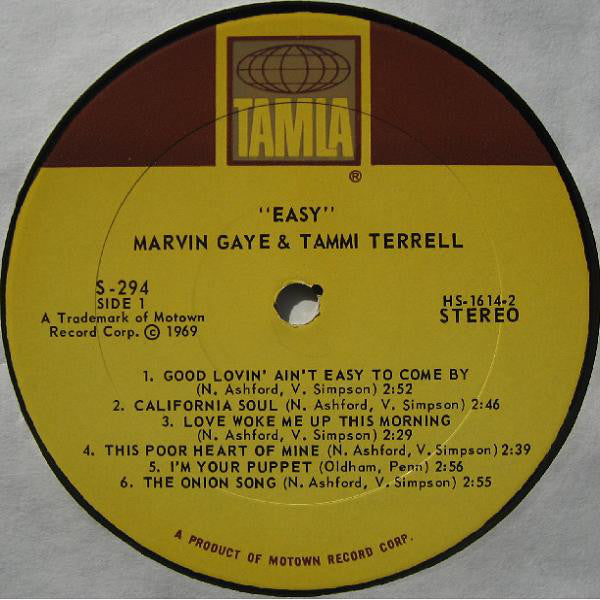 TAMLA
®
"EASY"
MARVIN GAYE & TAMMI TERRELL
S-294
SIDE 1
A Trademark of Motown
Record Corp. © 1969
HS-1614-2
STEREO
1. GOOD LOVIN' AIN'T EASY TO COME BY
(N. Ashford, V. Simpson) 2:52
2. CALIFORNIA SOUL (N. Ashford, V. Simpson) 2:46
3. LOVE WOKE ME UP THIS MORNING
(N. Ashford, V. Simpson) 2:29
4. THIS POOR HEART OF MINE (N. Ashford, V. Simpson) 2:39
5. I'M YOUR PUPPET (Oldham, Penn) 2:56
6. THE ONION SONG (N. Ashford, V. Simpson) 2:55
A PRODUCT OF MOTOWN RECORD CORP.